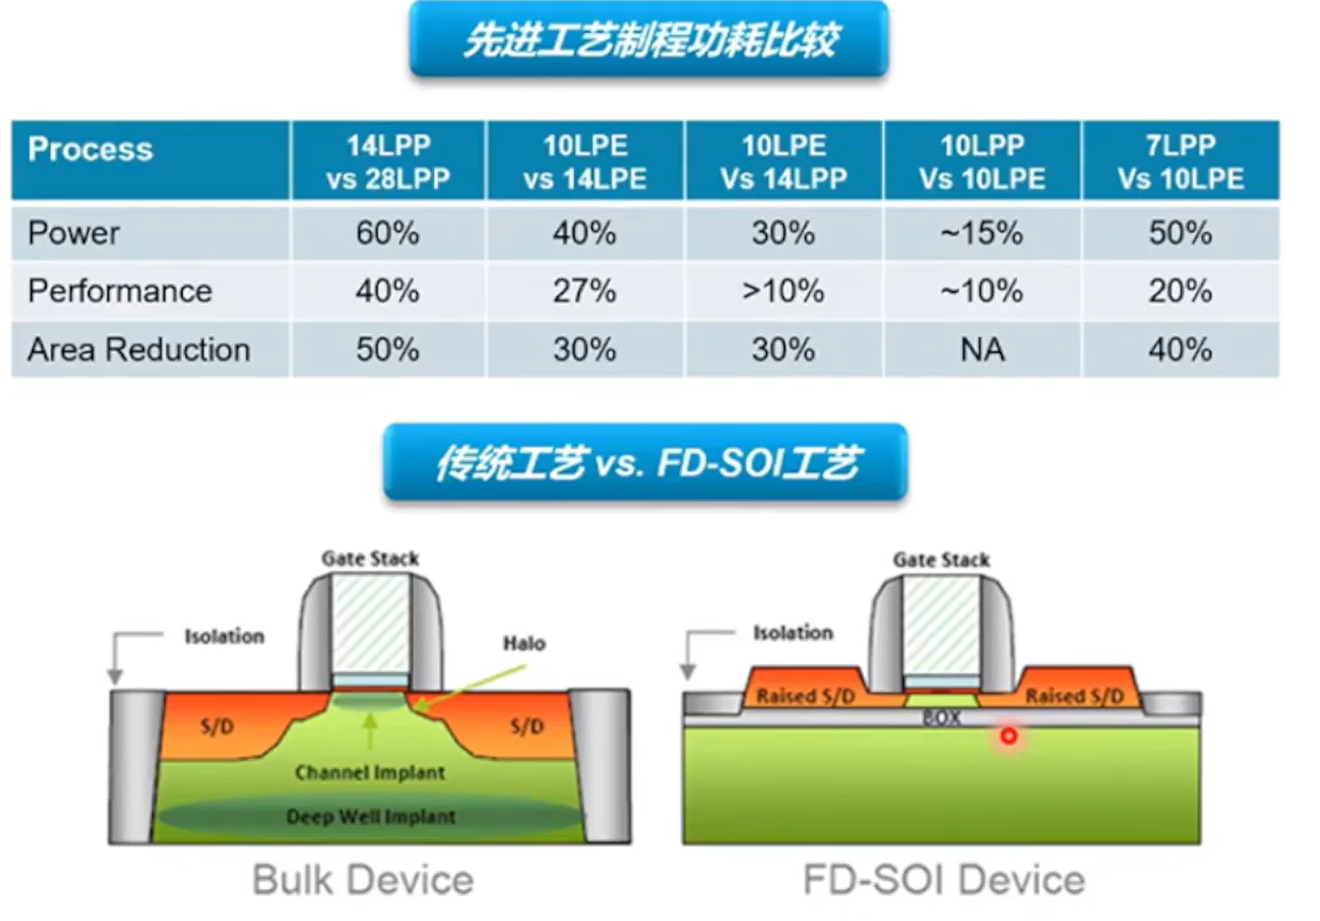 先进工艺制程功耗比较
Process
14LPP
vs 28LPP
10LPE
vs 14LPE
10LPE
Vs 14LPP
10LPP
Vs 10LPE
7LPP
Vs 10LPE
Power 60% 40% 30% ~15% 50%
Performance 40% 27% >10% ~10% 20%
Area Reduction 50% 30% 30% NA 40%
传统工艺 vs. FD-SOI工艺
Gate Stack
Isolation
Halo
S/D
S/D
Channel Implant
Deep Well Implant
Bulk Device
Gate Stack
Isolation
Raised S/D
Raised S/D
BOX
FD-SOI Device